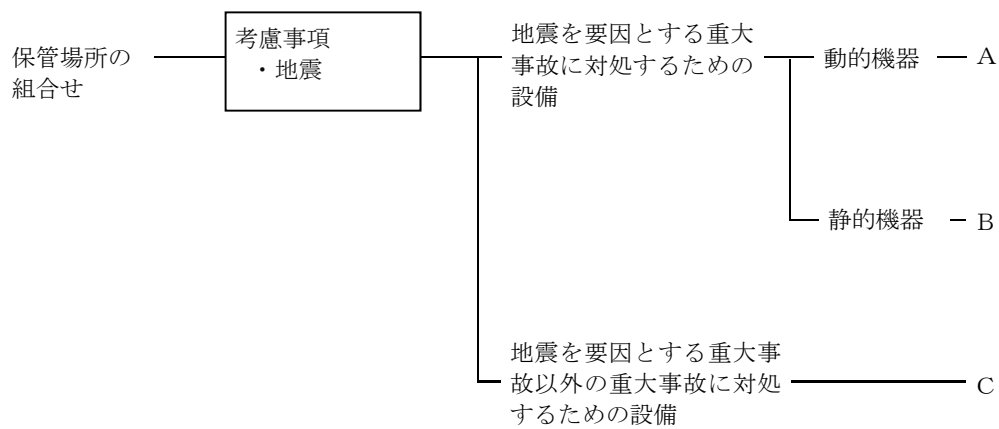 保管場所の
組合せ
考慮事項
・地震
地震を要因とする重大
事故に対処するための
設備
動的機器
A
静的機器
B
地震を要因とする重大事
故以外の重大事故に対処
するための設備
C